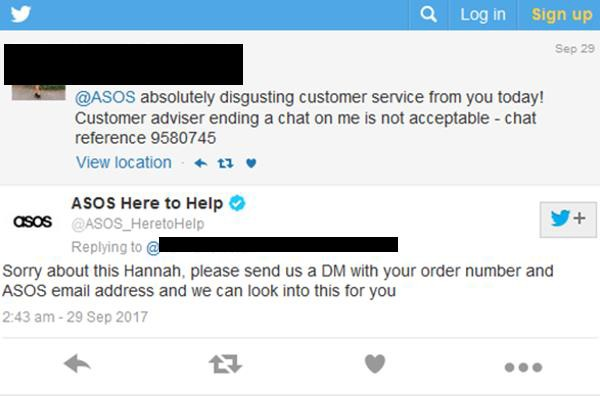 Log in Sign up
Sep 29
@ASOS absolutely disgusting customer service from you today!
Customer adviser ending a chat on me is not acceptable - chat
reference 9580745
View location
ASOS Here to Help
asos
@ASOS_HeretoHelp
Replying to @
Sorry about this Hannah, please send us a DM with your order number and
ASOS email address and we can look into this for you
2:43 am - 29 Sep 2017